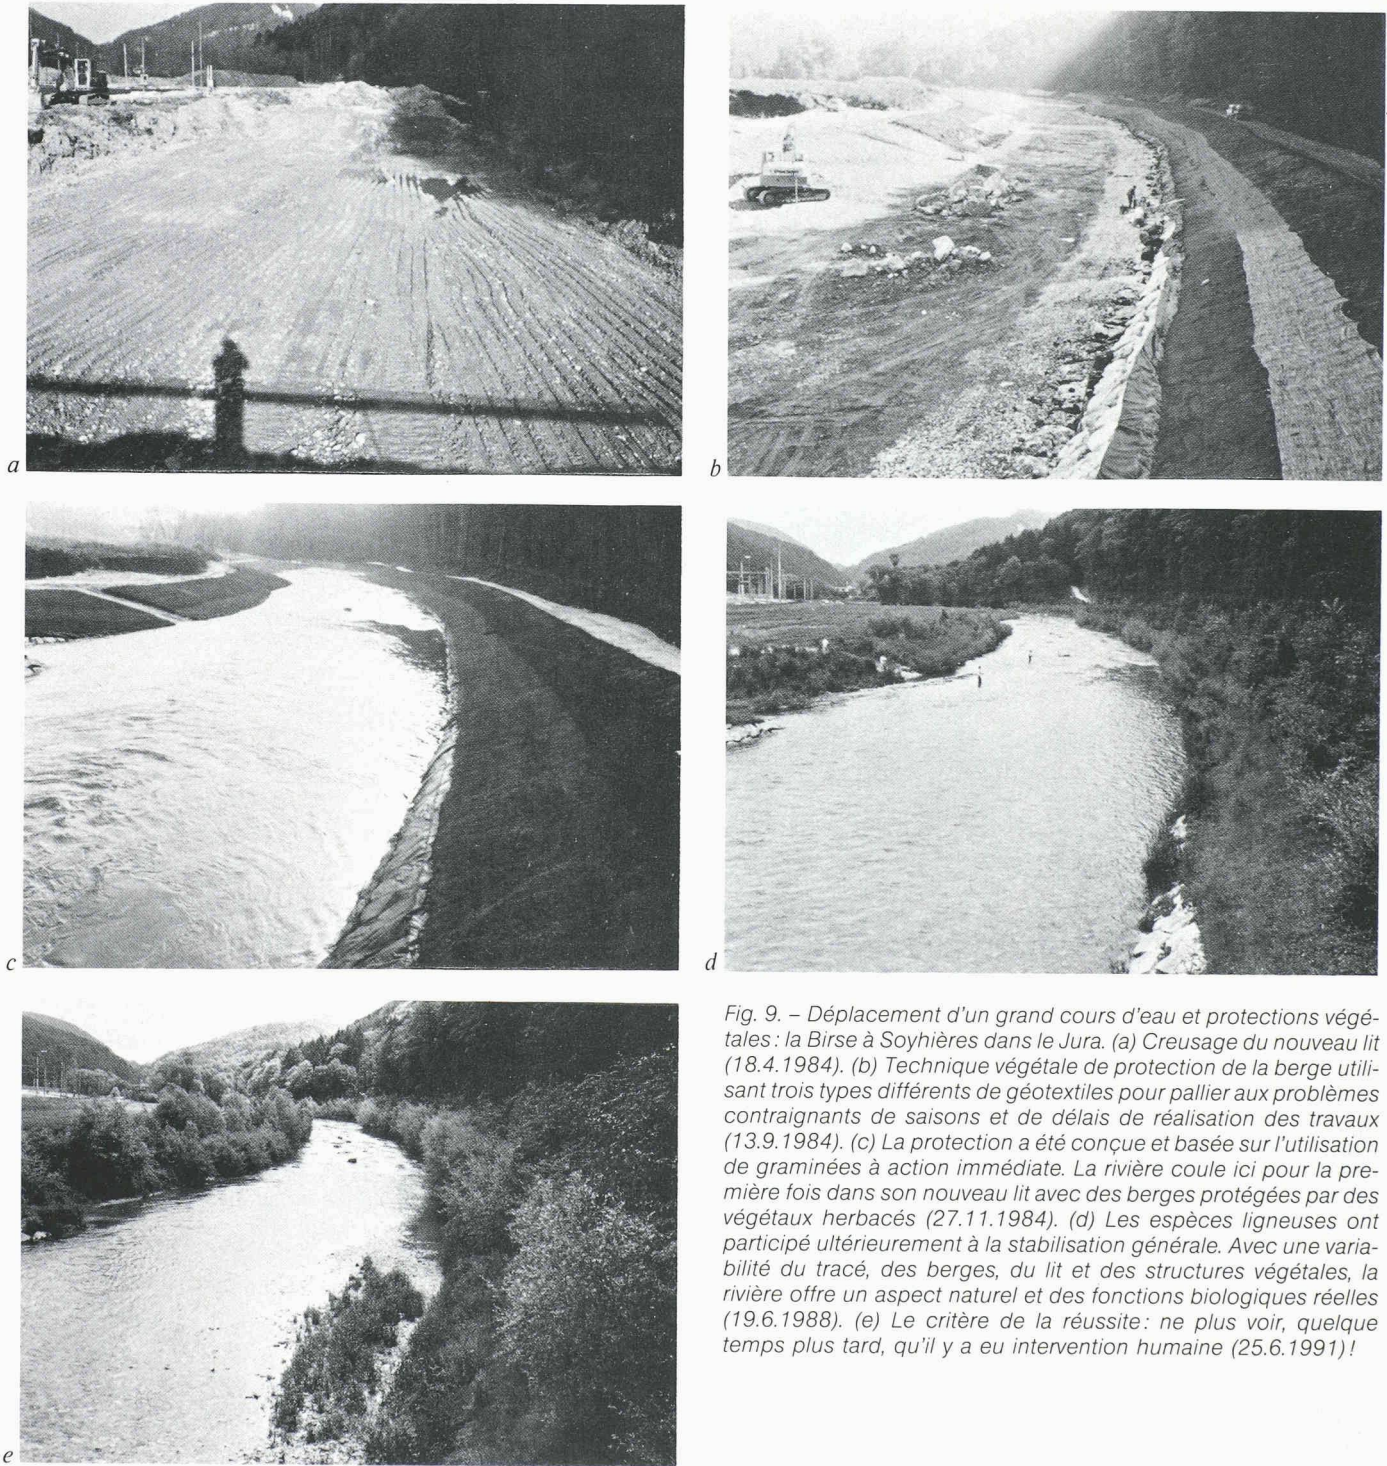 a
b
c
d
e
Fig. 9. – Déplacement d'un grand cours d'eau et protections végé-
tales : la Birse à Soyhières dans le Jura. (a) Creusage du nouveau lit
(18.4.1984). (b) Technique végétale de protection de la berge utili-
sant trois types différents de géotextiles pour pallier aux problèmes
contraignants de saisons et de délais de réalisation des travaux
(13.9.1984). (c) La protection a été conçue et basée sur l'utilisation
de graminées à action immédiate. La rivière coule ici pour la pre-
mière fois dans son nouveau lit avec des berges protégées par des
végétaux herbacés (27.11.1984). (d) Les espèces ligneuses ont
participé ultérieurement à la stabilisation générale. Avec une varia-
bilité du tracé, des berges, du lit et des structures végétales, la
rivière offre un aspect naturel et des fonctions biologiques réelles
(19.6.1988). (e) Le critère de la réussite : ne plus voir, quelque
temps plus tard, qu'il y a eu intervention humaine (25.6.1991) !